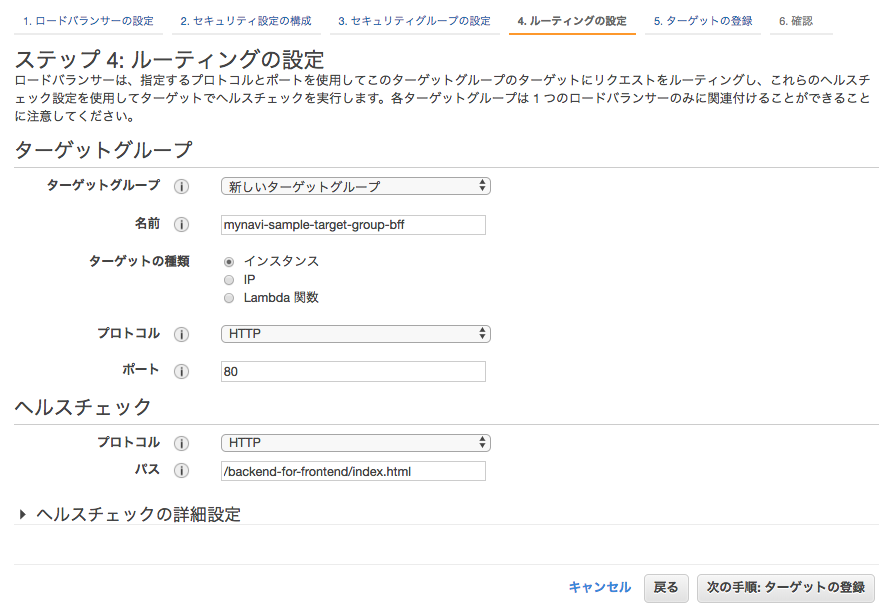 1. ロードバランサーの設定 2. セキュリティ設定の構成 3. セキュリティグループの設定 4. ルーティングの設定 5. ターゲットの登録 6. 確認
ステップ 4: ルーティングの設定
ロードバランサーは、指定するプロトコルとポートを使用してこのターゲットグループのターゲットにリクエストをルーティングし、これらのヘルスチ
ェック設定を使用してターゲットでヘルスチェックを実行します。各ターゲットグループは 1 つのロードバランサーのみに関連付けることができること
に注意してください。
ターゲットグループ
ターゲットグループ i 新しいターゲットグループ
名前 i mynavi-sample-target-group-bff
ターゲットの種類 インスタンス
IP
Lambda 関数
プロトコル i HTTP
ポート i 80
ヘルスチェック
プロトコル i HTTP
パス i /backend-for-frontend/index.html
ヘルスチェックの詳細設定
キャンセル 戻る 次の手順: ターゲットの登録